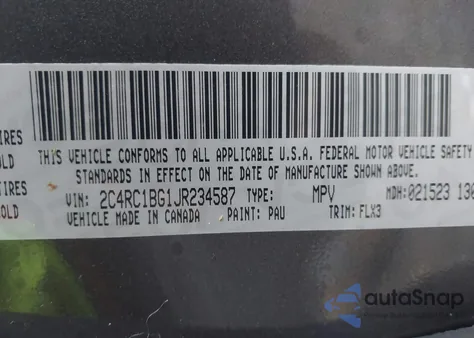 IRES
OLD
THIS VEHICLE CONFORMS TO ALL APPLICABLE U.S.A. FEDERAL MOTOR VEHICLE SAFETY
STANDARDS IN EFFECT ON THE DATE OF MANUFACTURE SHOWN ABOVE.
IRES
OLD
VIN: 2C4RC1BG1JR234587 TYPE: MPV MDH:021523 130
VEHICLE MADE IN CANADA PAINT: PAU TRIM: FLX3
autoSnap